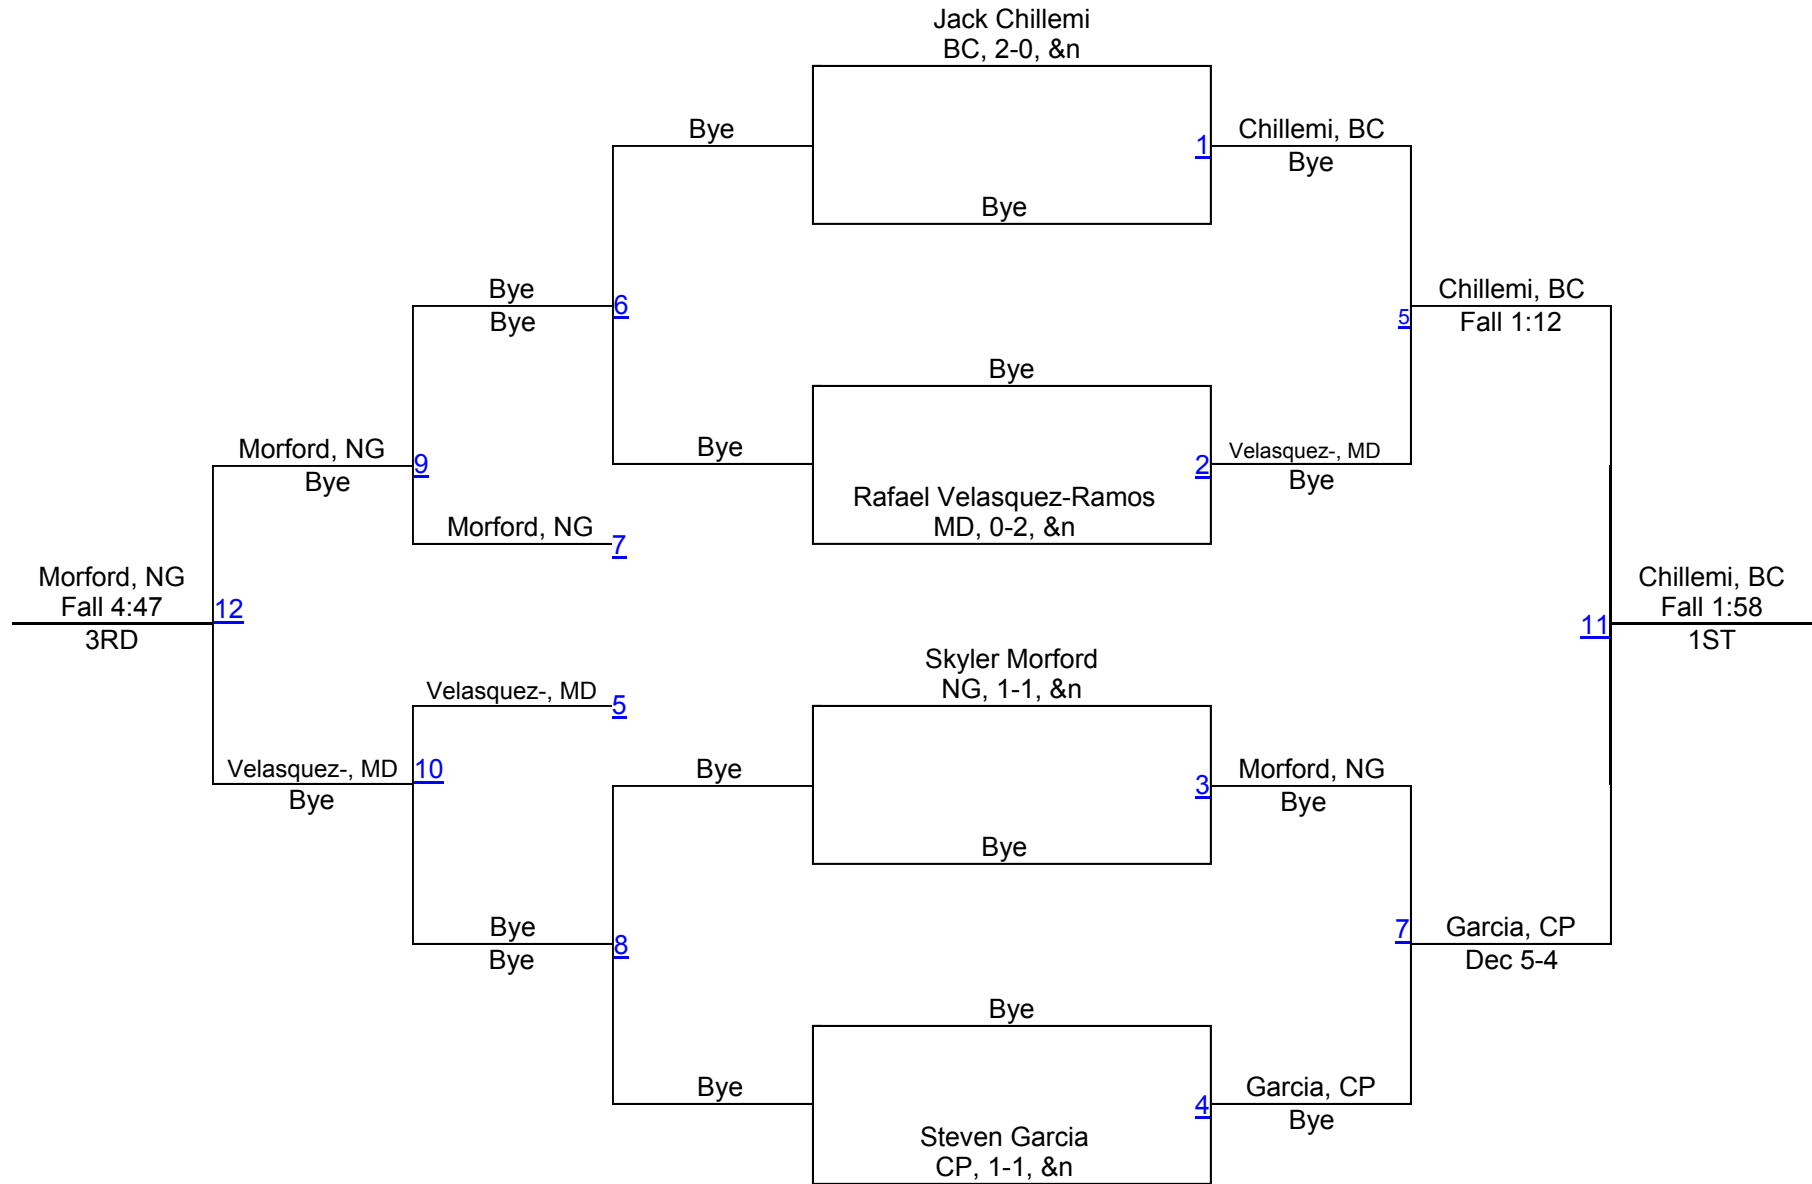 Jack Chillemi
BC, 2-0, &n
Bye
1
Chillemi, BC
Bye
Bye
Bye
Bye
6
Chillemi, BC
Fall 1:12
5
Bye
Bye
2
Velasquez-, MD
Bye
Morford, NG
Bye
9
Rafael Velasquez-Ramos
MD, 0-2, &n
Morford, NG
7
Morford, NG
Fall 4:47
3RD
12
Chillemi, BC
Fall 1:58
1ST
11
Skyler Morford
NG, 1-1, &n
Velasquez-, MD
5
Velasquez-, MD
Bye
10
Bye
3
Morford, NG
Bye
Bye
Bye
Bye
8
7
Garcia, CP
Dec 5-4
Bye
Bye
4
Garcia, CP
Bye
Steven Garcia
CP, 1-1, &n